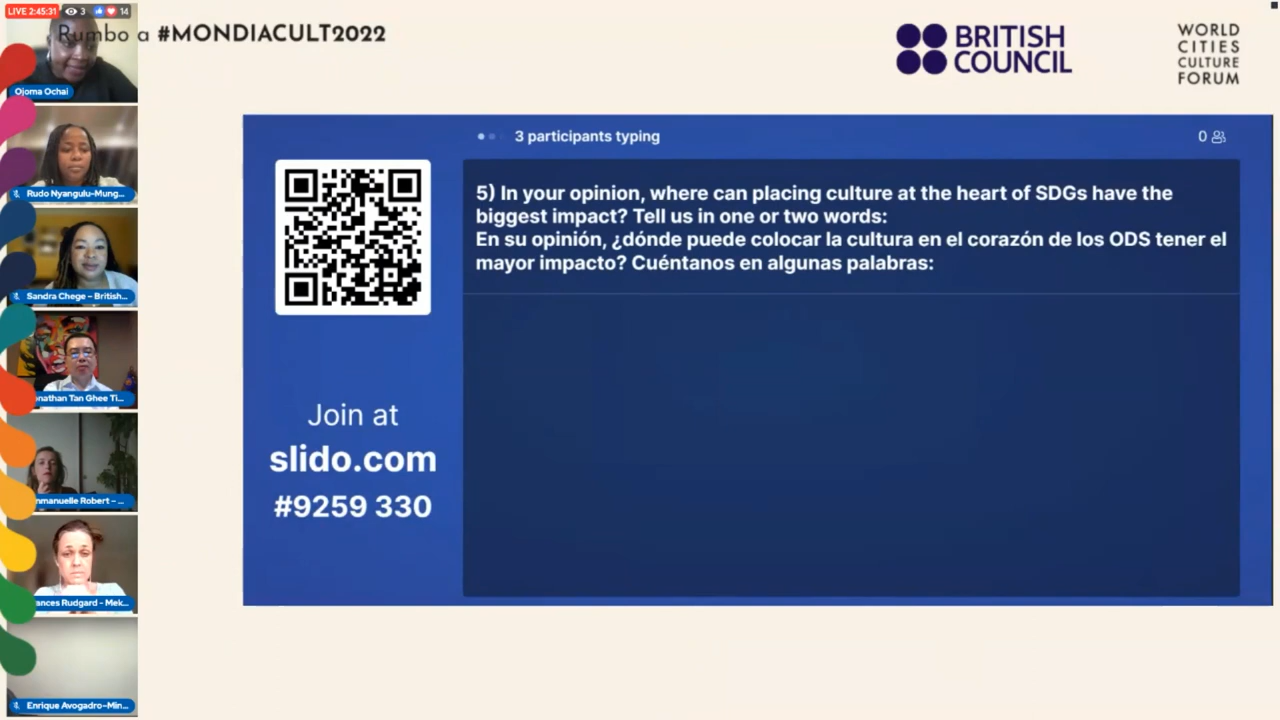 LIVE 2:45:31
3
14
Rumbo a #MONDIACULT2022
BRITISH
COUNCIL
WORLD
CITIES
CULTURE
FORUM
Ojoma Ochai
Rudo Nyangulu-Mung...
Sandra Chege – British...
onathan Tan Ghee Ti...
mmanuelle Robert – ...
ances Rudgard - Mek...
Enrique Avogadro-Min...
3 participants typing
0
5) In your opinion, where can placing culture at the heart of SDGs have the
biggest impact? Tell us in one or two words:
En su opinión, ¿dónde puede colocar la cultura en el corazón de los ODS tener el
mayor impacto? Cuéntanos en algunas palabras:
Join at
slido.com
#9259 330